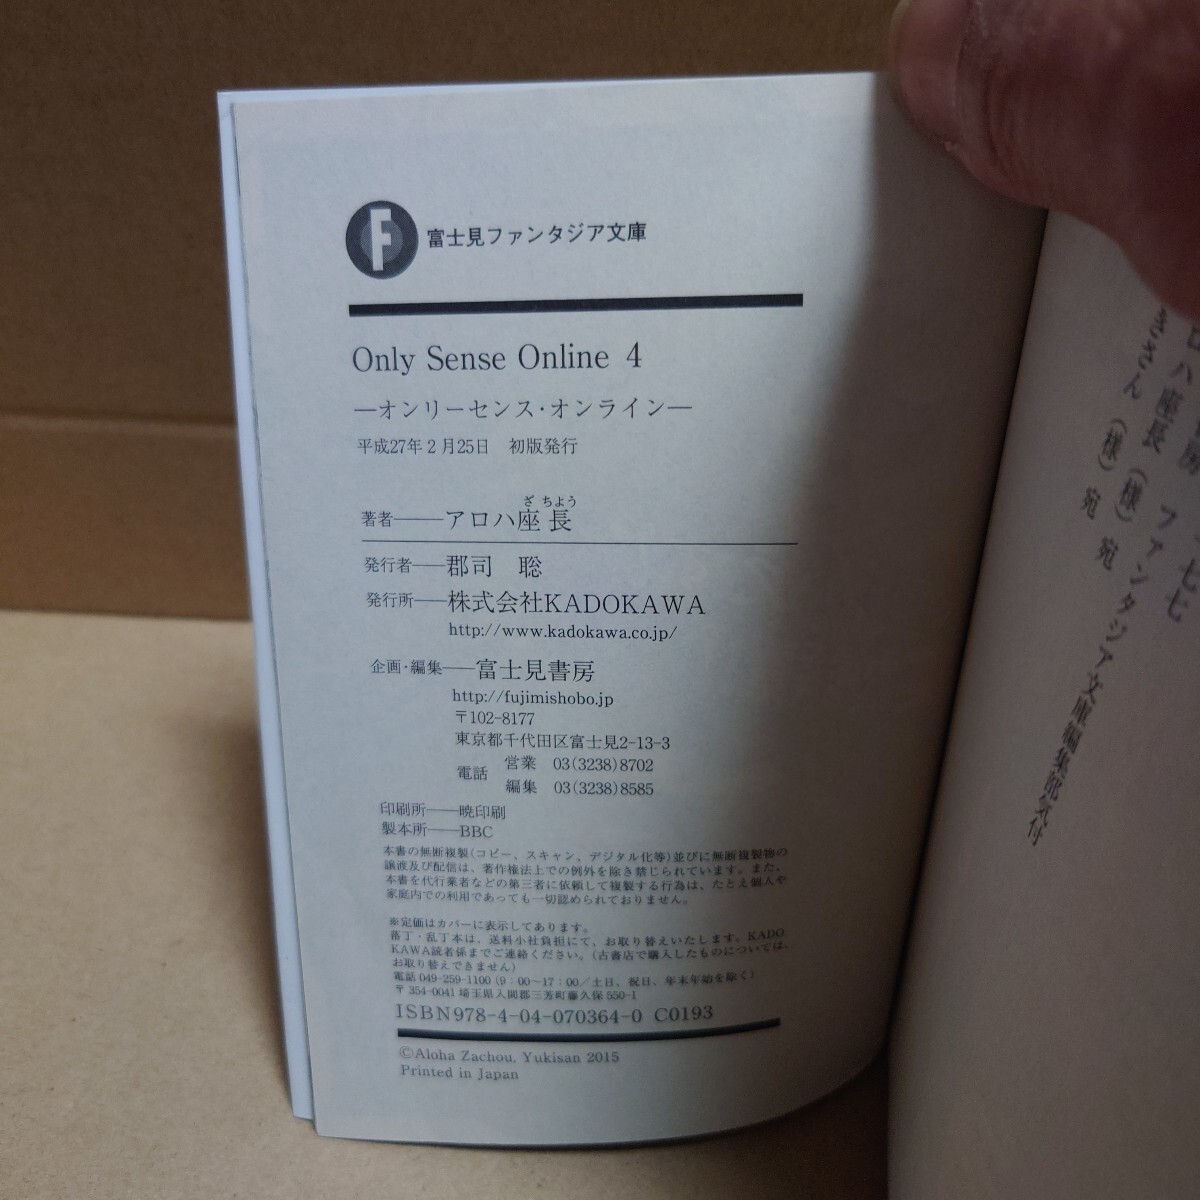 F 富士見ファンタジア文庫
Only Sense Online 4
―オンリーセンス・オンライン―
平成27年2月25日 初版発行
ざ ちよう
著者――アロハ座長
発行者――郡司 聡
発行所――株式会社KADOKAWA
http://www.kadokawa.co.jp/
企画・編集――富士見書房
http://fujimishobo.jp
〒102-8177
東京都千代田区富士見2-13-3
電話 営業 03(3238)8702
編集 03(3238)8585
印刷所――暁印刷
製本所――BBC
本書の無断複製(コピー、スキャン、デジタル化等)並びに無断複製物の
譲渡及び配信は、著作権法上での例外を除き禁じられています。また、
本書を代行業者などの第三者に依頼して複製する行為は、たとえ個人や
家庭内での利用であっても一切認められておりません。
※定価はカバーに表示してあります。
落丁・乱丁本は、送料小社負担にて、お取り替えいたします。KADO
KAWA読者係までご連絡ください。(古書店で購入したものについては、
お取り替えできません)
電話 049-259-1100 (9:00～17:00/土日、祝日、年末年始を除く)
〒354-0041 埼玉県入間郡三芳町藤久保550-1
ISBN978-4-04-070364-0 C0193
©Aloha Zachou, Yukisan 2015
Printed in Japan
七七
ファンタジア文庫編集部気付
ロハ座長(様)宛
きさん(様)宛